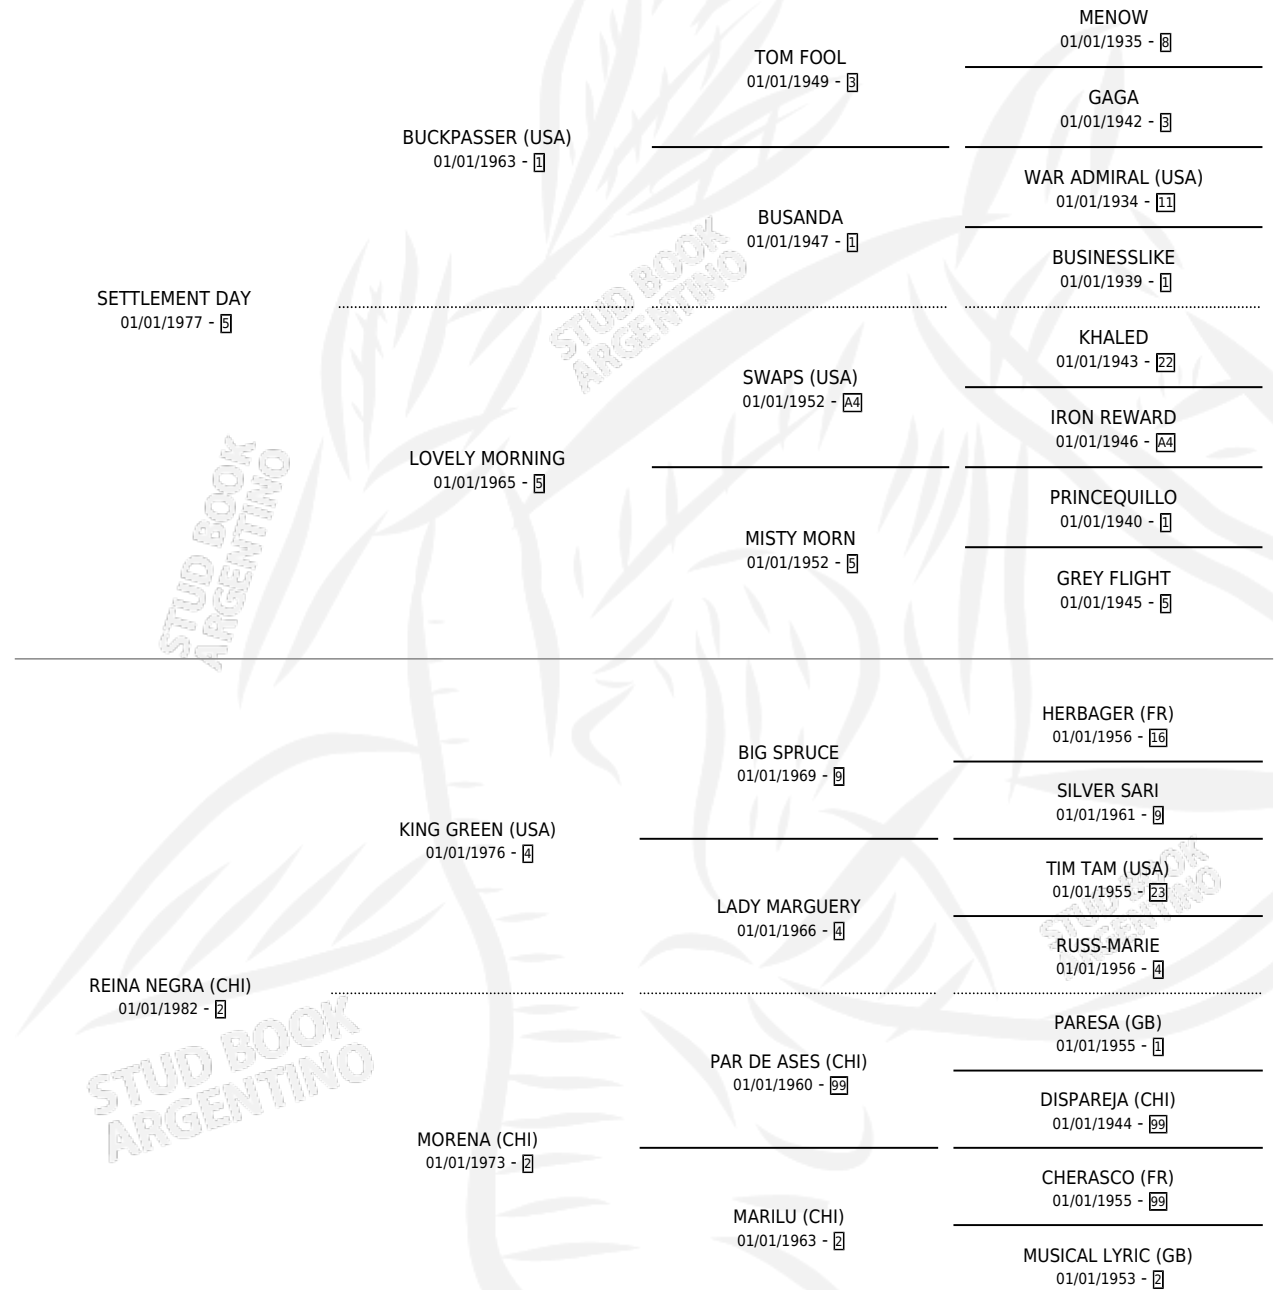 MENOW
01/01/1935 - 8
TOM FOOL
01/01/1949 - 3
GAGA
01/01/1942 - 3
BUCKPASSER (USA)
01/01/1963 - 1
WAR ADMIRAL (USA)
01/01/1934 - 11
BUSANDA
01/01/1947 - 1
BUSINESSLIKE
01/01/1939 - 1
SETTLEMENT DAY
01/01/1977 - 5
STUD BOOK
ARGENTINO
KHALED
01/01/1943 - 22
SWAPS (USA)
01/01/1952 - A4
IRON REWARD
01/01/1946 - A4
LOVELY MORNING
01/01/1965 - 5
PRINCEQUILLO
01/01/1940 - 1
MISTY MORN
01/01/1952 - 5
GREY FLIGHT
01/01/1945 - 5
STUD BOOK
ARGENTINO
HERBAGER (FR)
01/01/1956 - 16
BIG SPRUCE
01/01/1969 - 9
SILVER SARI
01/01/1961 - 9
KING GREEN (USA)
01/01/1976 - 4
TIM TAM (USA)
01/01/1955 - 23
LADY MARGUERY
01/01/1966 - 4
STUD BOOK
ARGENTINO
RUSS-MARIE
01/01/1956 - 4
REINA NEGRA (CHI)
01/01/1982 - 2
PARESA (GB)
01/01/1955 - 1
PAR DE ASES (CHI)
01/01/1960 - 99
DISPAREJA (CHI)
01/01/1944 - 99
STUD BOOK
ARGENTINO
MORENA (CHI)
01/01/1973 - 2
CHERASCO (FR)
01/01/1955 - 99
MARILU (CHI)
01/01/1963 - 2
MUSICAL LYRIC (GB)
01/01/1953 - 2